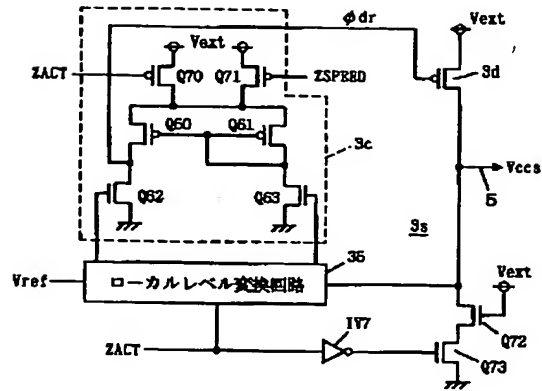 φdr
Vext
Vext
ZACT
Q70
Q71
ZSPEED
3d
Q60
Q61
3c
Vccs
5
Q62
Q63
3s
Vref
ローカルレベル変換回路
35
Vext
ZACT
IV7
Q72
Q73